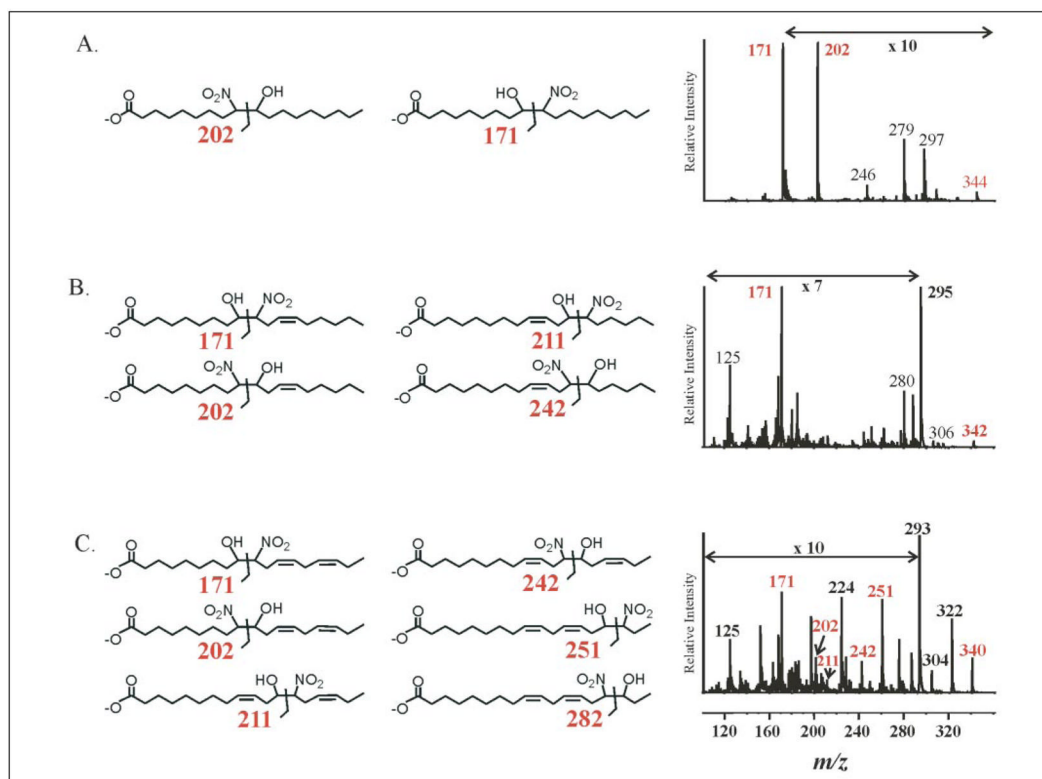 A.
O
-O
O₂N
OH
202
O
-O
HO
NO₂
171
Relative Intensity
x 10
171
202
279
297
246
344
B.
O
-O
OH
NO₂
171
O
-O
OH
NO₂
211
O
-O
NO₂
OH
202
O
-O
NO₂
OH
242
Relative Intensity
x 7
171
295
125
280
306
342
C.
O
-O
OH
NO₂
171
O
-O
O₂N
OH
242
O
-O
O₂N
OH
202
O
-O
HO
NO₂
251
O
-O
HO
NO₂
211
O
-O
NO₂
OH
282
Relative Intensity
x 10
293
171
224
251
322
125
202
211
242
304
340
120 160 200 240 280 320
m/z